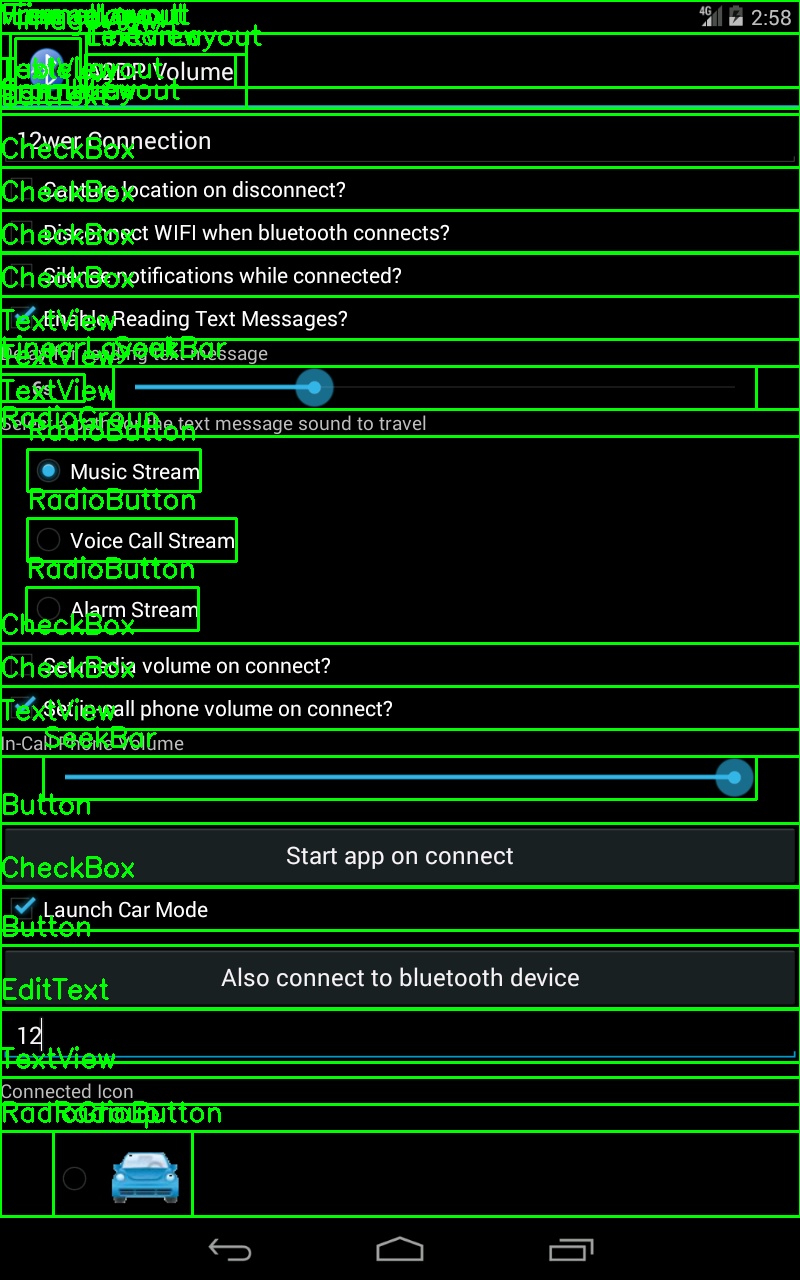 4G 2:58
TextView
A2DP Volume
12wer Connection
CheckBox
Capture location on disconnect?
CheckBox
Disconnect WIFI when bluetooth connects?
CheckBox
Silence notifications while connected?
CheckBox
Enable Reading Text Messages?
TextView
LinearLayout SeekBar
TextView
text message
6s
TextView
RadioGroup
the text message sound to travel
RadioButton
Music Stream
RadioButton
Voice Call Stream
RadioButton
Alarm Stream
CheckBox
Set media volume on connect?
CheckBox
Set in-call phone volume on connect?
TextView
In-Call Phone Volume
SeekBar
Button
Start app on connect
CheckBox
Launch Car Mode
Button
Also connect to bluetooth device
EditText
12
TextView
Connected Icon
RadioGroup RadioButton